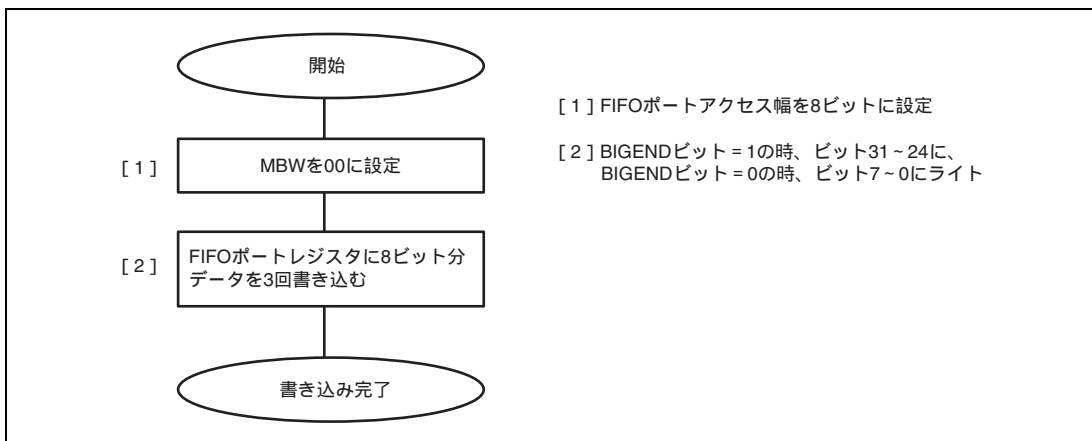 開始
[ 1 ]
MBWを00に設定
[ 2 ]
FIFOポートレジスタに8ビット分
データを3回書き込む
書き込み完了
[ 1 ] FIFOポートアクセス幅を8ビットに設定
[ 2 ] BIGENDビット = 1の時、ビット31~24に、
BIGENDビット = 0の時、ビット7~0にライト